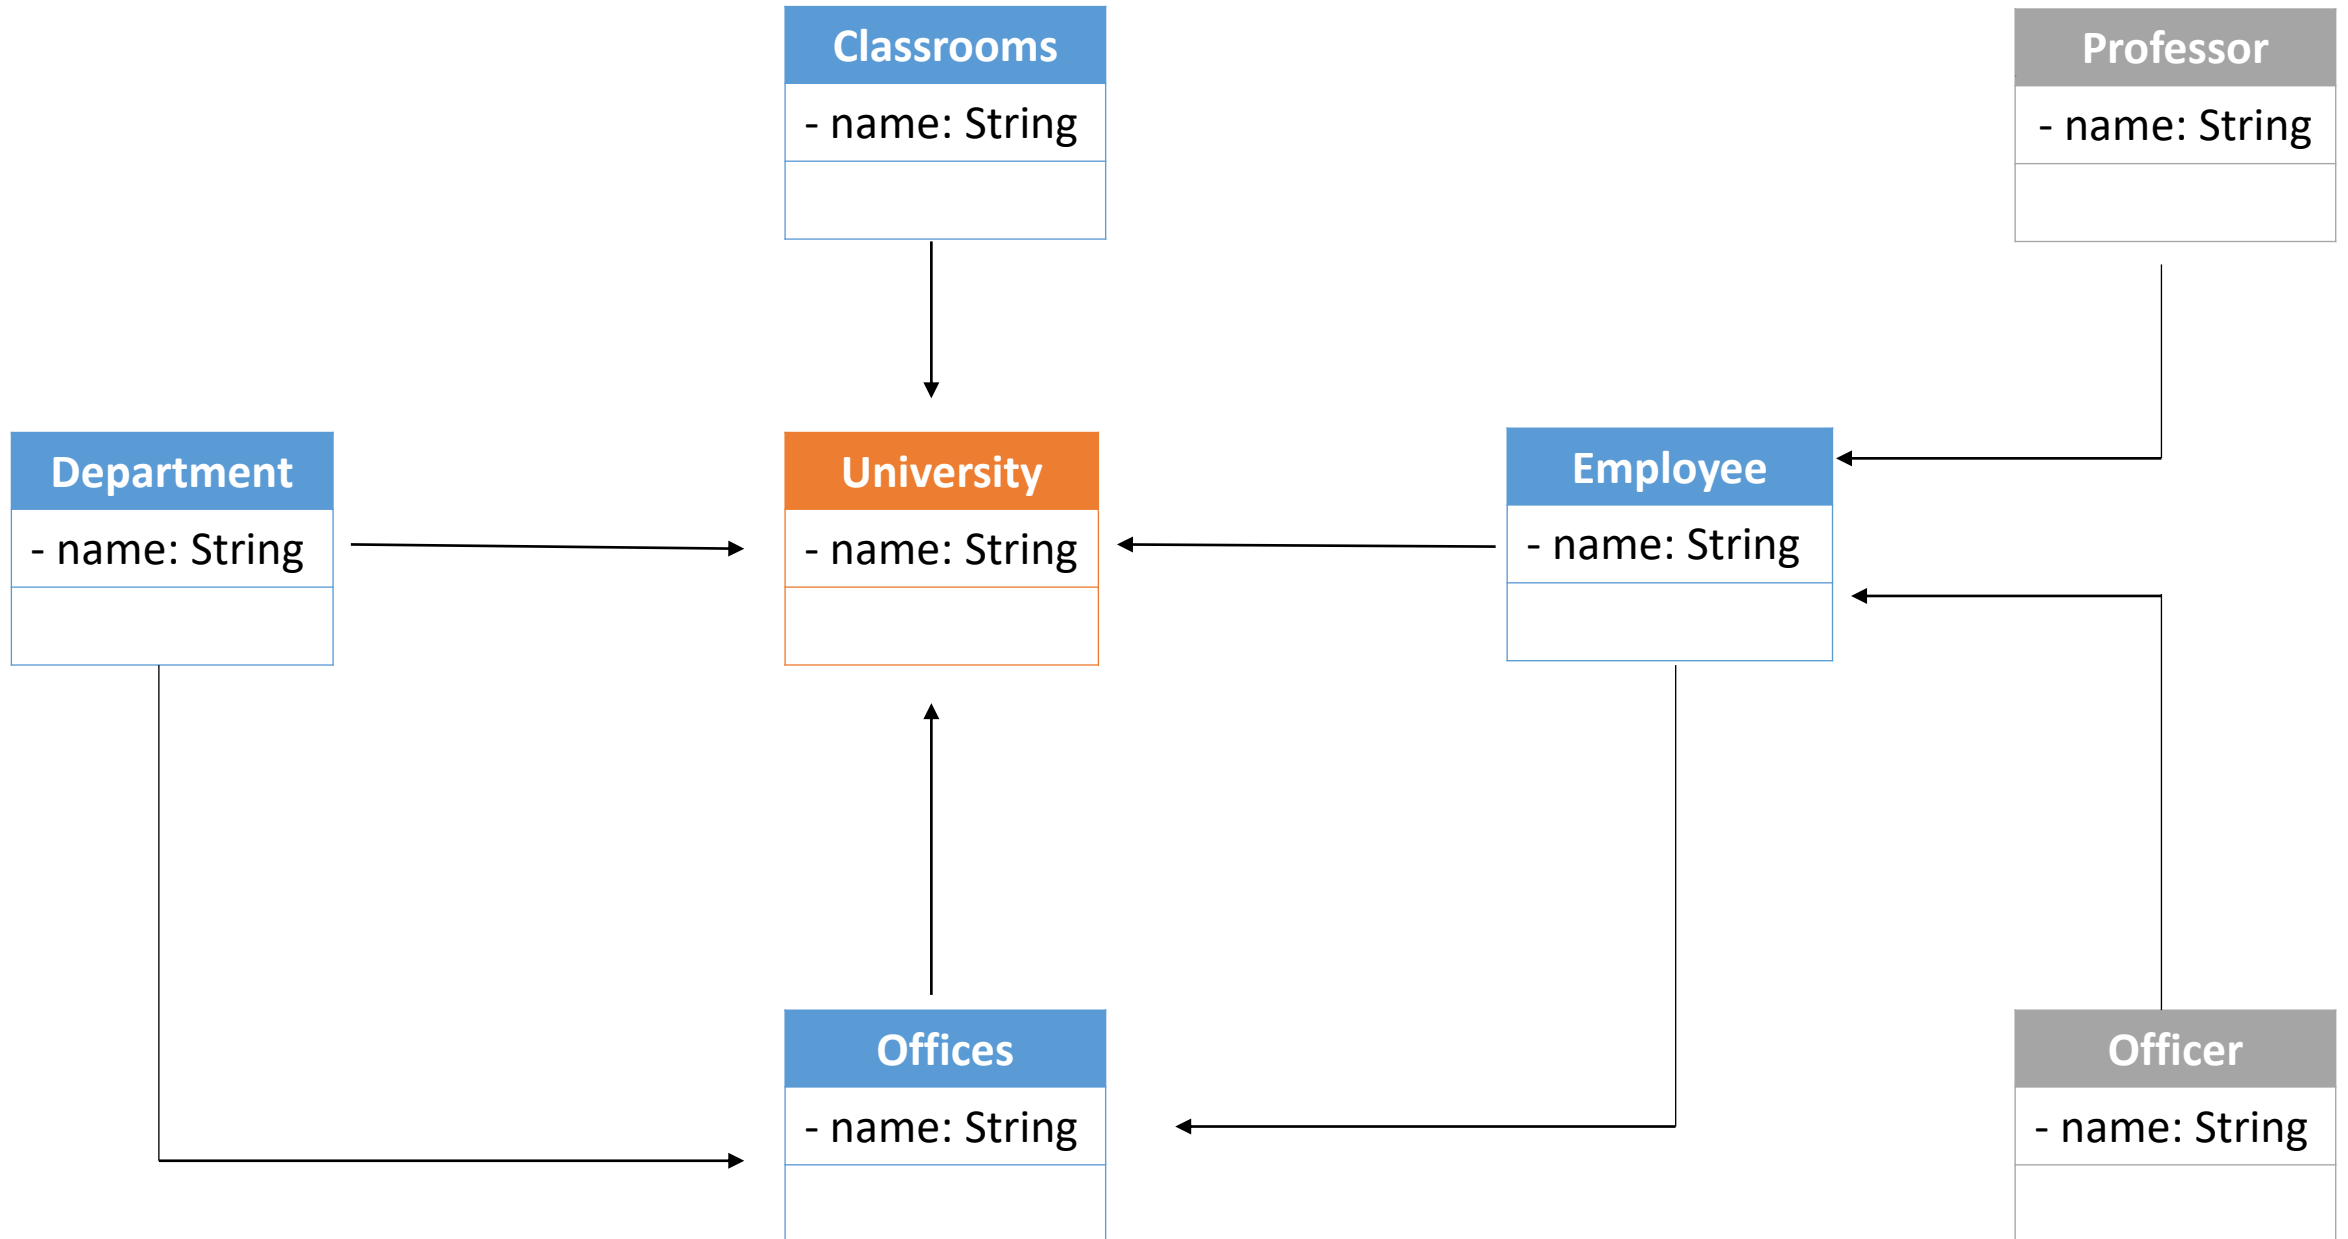 Classrooms
- name: String
Professor
- name: String
Department
- name: String
University
- name: String
Employee
- name: String
Offices
- name: String
Officer
- name: String